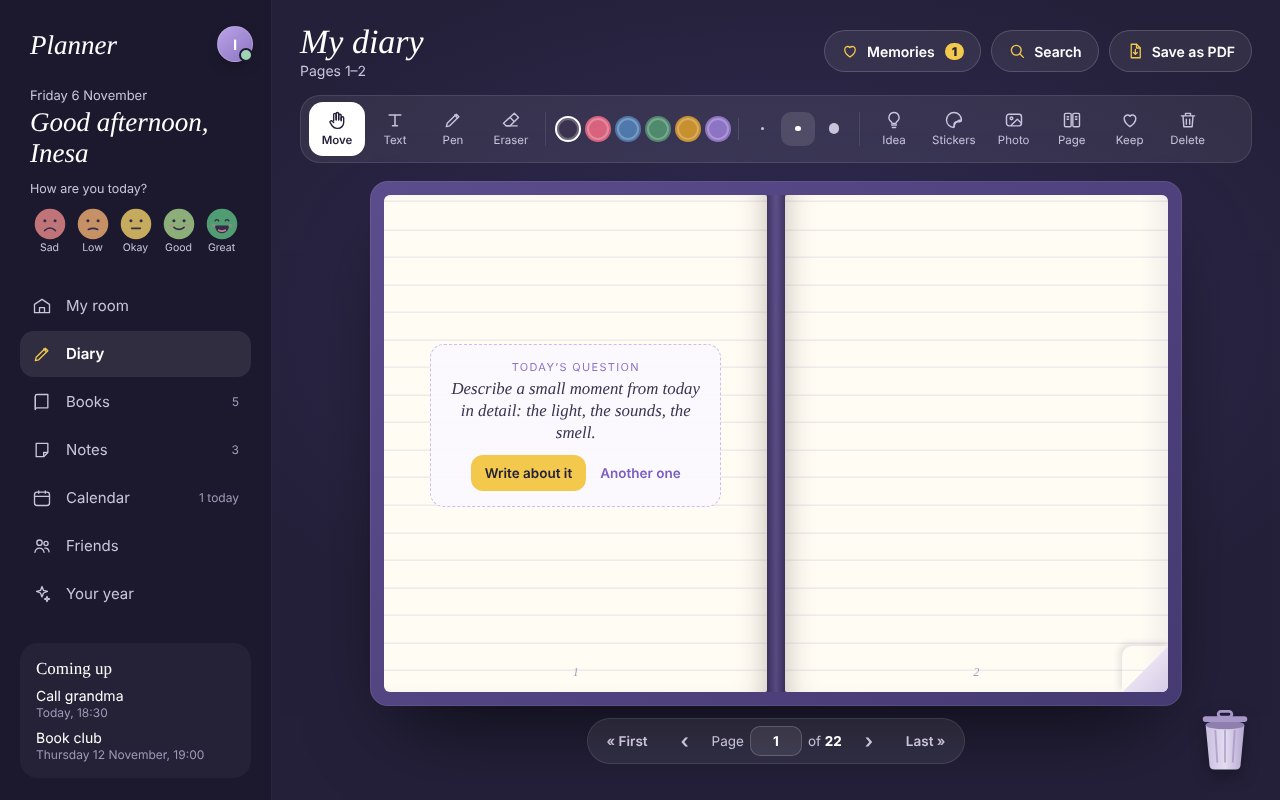 Planner
I
Friday 6 November
Good afternoon,
Inesa
How are you today?
Sad Low Okay Good Great
My room
Diary
Books 5
Notes 3
Calendar 1 today
Friends
Your year
Coming up
Call grandma
Today, 18:30
Book club
Thursday 12 November, 19:00
My diary
Pages 1–2
Memories 1
Search
Save as PDF
Move Text Pen Eraser Idea Stickers Photo Page Keep Delete
TODAY'S QUESTION
Describe a small moment from today
in detail: the light, the sounds, the
smell.
Write about it Another one
1
2
« First ‹ Page 1 of 22 › Last »